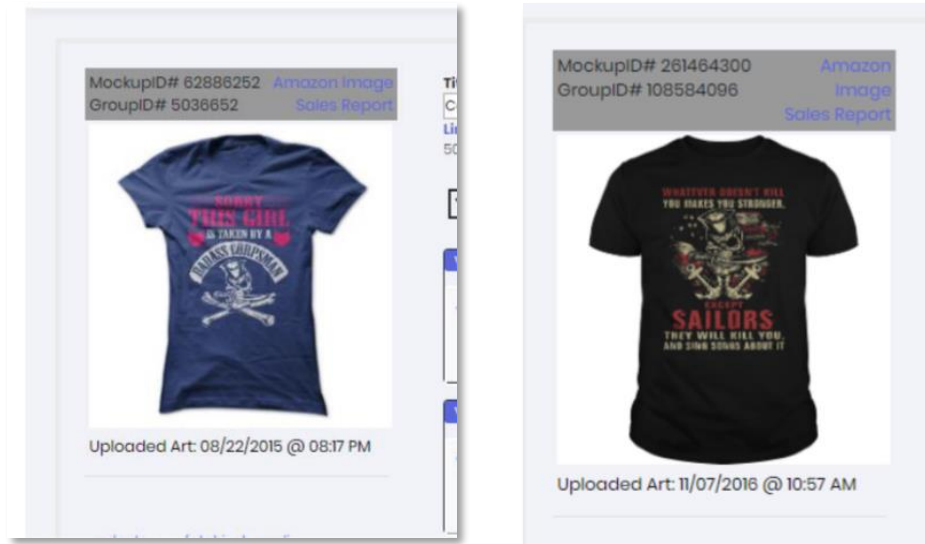 MockupID# 62886252 Amazon Image
GroupID# 5036652 Sales Report
SORRY
THIS GIRL
IS TAKEN BY A
BADASS CORPSMAN
Uploaded Art: 08/22/2015 @ 08:17 PM
MockupID# 261464300 Amazon
GroupID# 108584096 Image
Sales Report
WHATEVER DOESN'T KILL
YOU MAKES YOU STRONGER.
EXCEPT
SAILORS
THEY WILL KILL YOU,
AND SING SONGS ABOUT IT
Uploaded Art: 11/07/2016 @ 10:57 AM